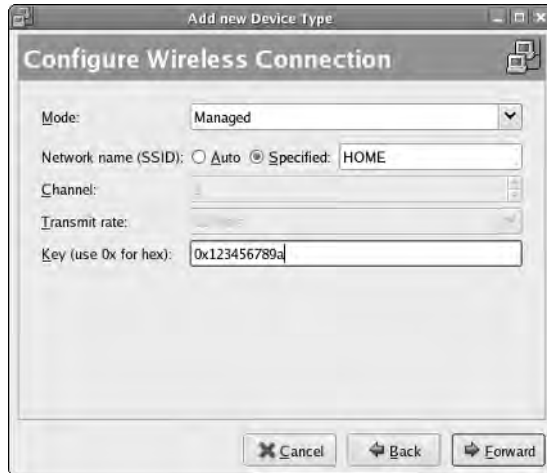 Add new Device Type
Configure Wireless Connection
Mode: Managed
Network name (SSID): Auto Specified: HOME
Channel:
Transmit rate:
Key (use 0x for hex): 0x123456789a
Cancel Back Forward